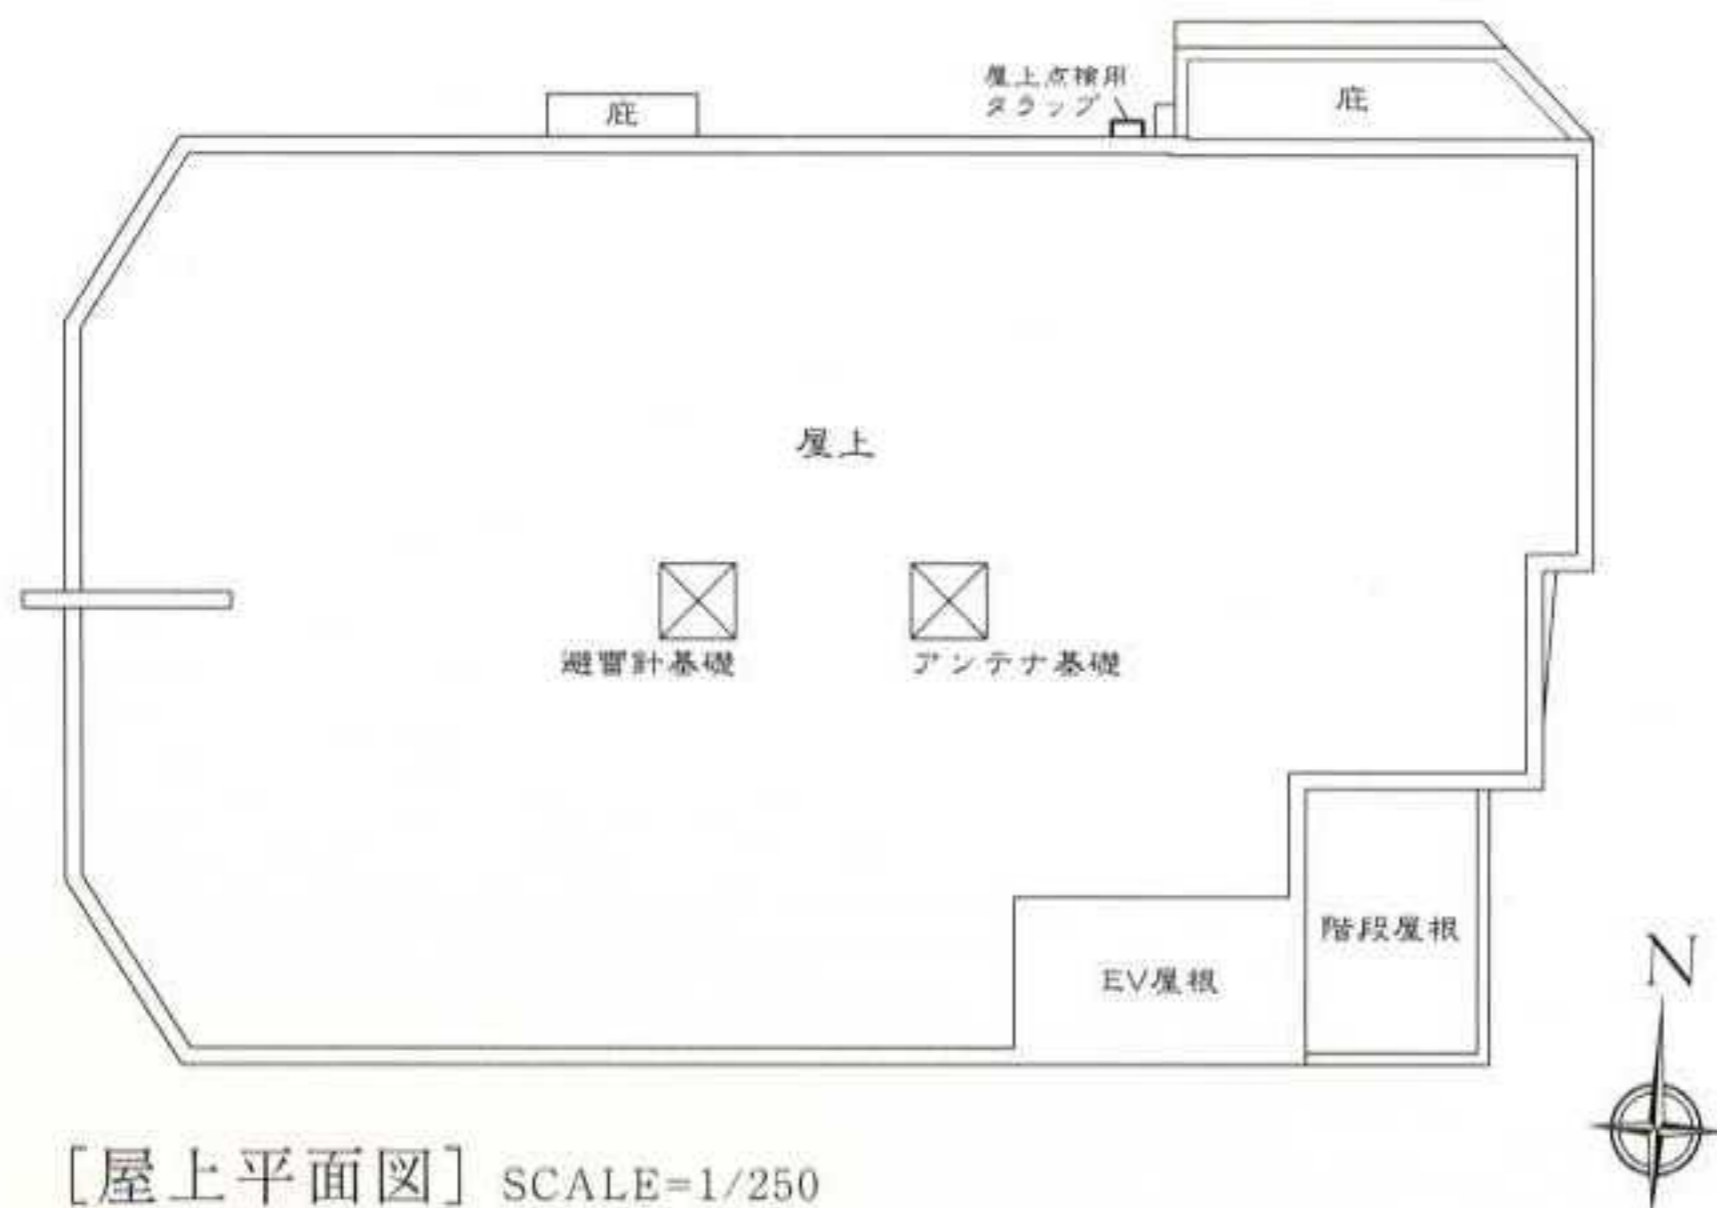 屋上点検用
タラップ
庇
庇
屋上
避雷針基礎
アンテナ基礎
階段屋根
EV屋根
N
[屋上平面図] SCALE=1/250